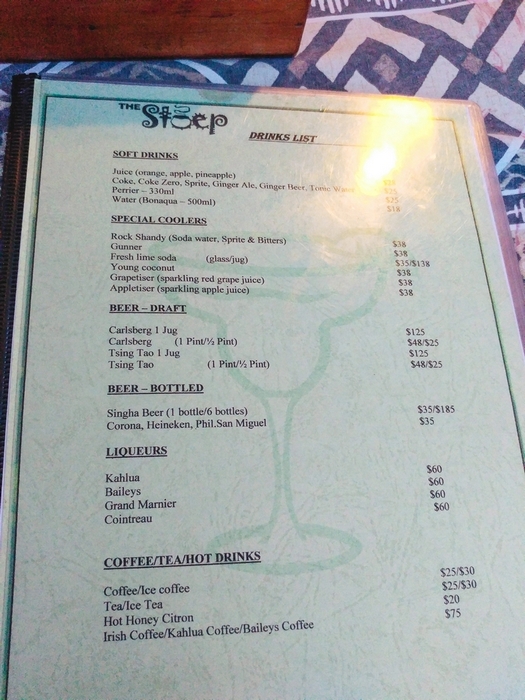 THE Stoep
DRINKS LIST
SOFT DRINKS
Juice (orange, apple, pineapple)
Coke, Coke Zero, Sprite, Ginger Ale, Ginger Beer, Tonic Water
Perrier – 330ml $25
Water (Bonaqua – 500ml) $18
SPECIAL COOLERS
Rock Shandy (Soda water, Sprite & Bitters) $38
Gunner $38
Fresh lime soda (glass/jug) $35/$138
Young coconut $38
Grapetiser (sparkling red grape juice) $38
Appletiser (sparkling apple juice) $38
BEER – DRAFT
Carlsberg 1 Jug $125
Carlsberg (1 Pint/½ Pint) $48/$25
Tsing Tao 1 Jug $125
Tsing Tao (1 Pint/½ Pint) $48/$25
BEER – BOTTLED
Singha Beer (1 bottle/6 bottles) $35/$185
Corona, Heineken, Phil.San Miguel $35
LIQUEURS
Kahlua $60
Baileys $60
Grand Marnier $60
Cointreau $60
COFFEE/TEA/HOT DRINKS
Coffee/Ice coffee $25/$30
Tea/Ice Tea $25/$30
Hot Honey Citron $20
Irish Coffee/Kahlua Coffee/Baileys Coffee $75